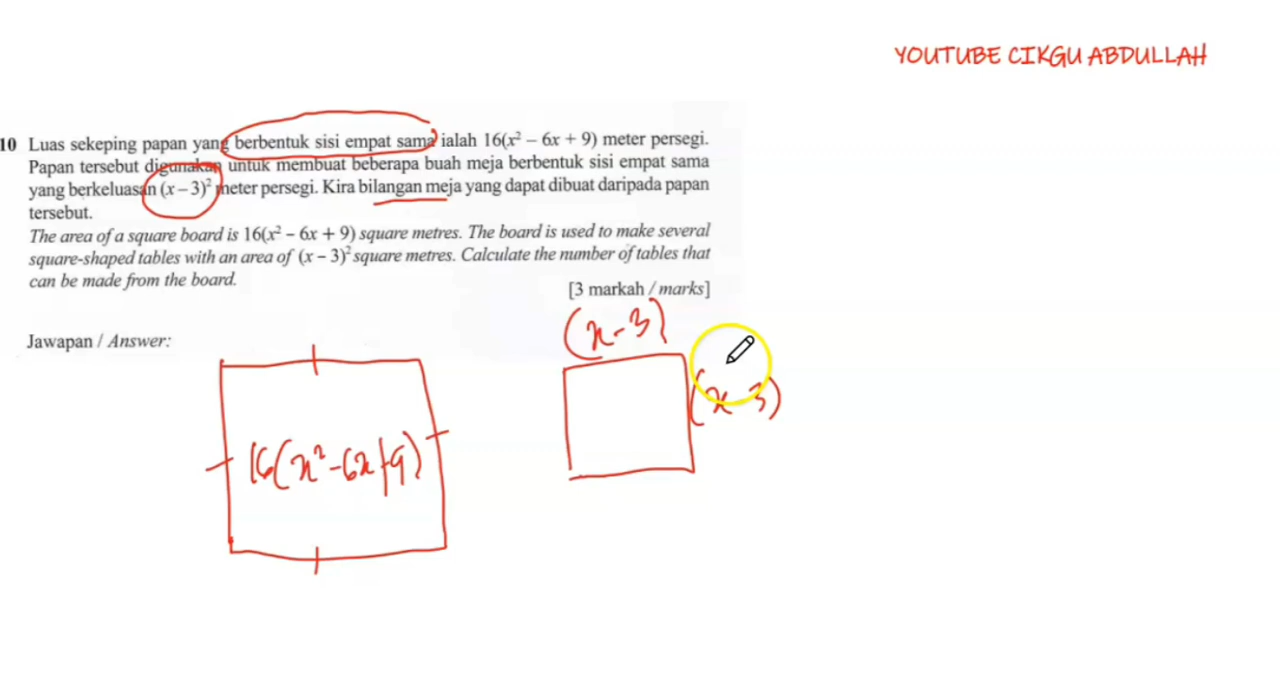 YOUTUBE CIKGU ABDULLAH
10 Luas sekeping papan yang berbentuk sisi empat sama ialah 16(x² – 6x + 9) meter persegi.
Papan tersebut digunakan untuk membuat beberapa buah meja berbentuk sisi empat sama
yang berkeluasan (x – 3)² meter persegi. Kira bilangan meja yang dapat dibuat daripada papan
tersebut.
The area of a square board is 16(x² – 6x + 9) square metres. The board is used to make several
square-shaped tables with an area of (x – 3)² square metres. Calculate the number of tables that
can be made from the board.
[3 markah / marks]
Jawapan / Answer:
(x-3)
(x-3)
16(x²-6x+9)